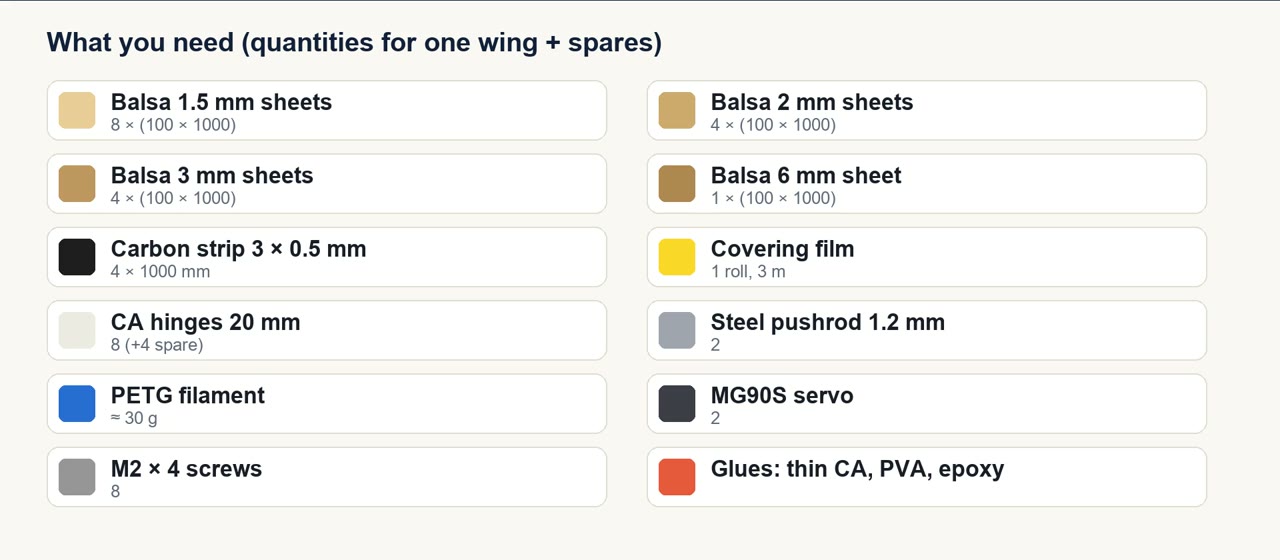 What you need (quantities for one wing + spares)
Balsa 1.5 mm sheets
8 × (100 × 1000)
Balsa 2 mm sheets
4 × (100 × 1000)
Balsa 3 mm sheets
4 × (100 × 1000)
Balsa 6 mm sheet
1 × (100 × 1000)
Carbon strip 3 × 0.5 mm
4 × 1000 mm
Covering film
1 roll, 3 m
CA hinges 20 mm
8 (+4 spare)
Steel pushrod 1.2 mm
2
PETG filament
≈ 30 g
MG90S servo
2
M2 × 4 screws
8
Glues: thin CA, PVA, epoxy